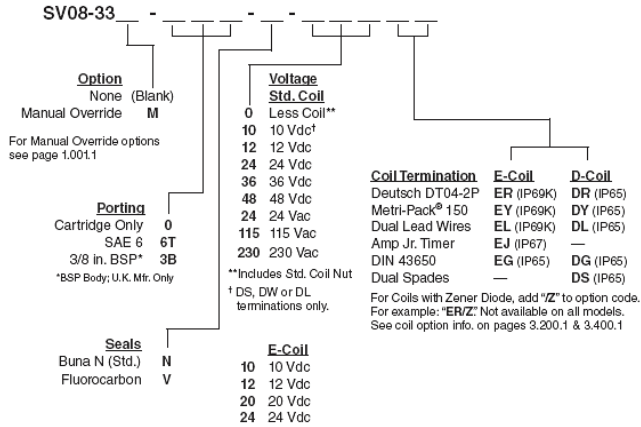 SV08-33__ - __ __ __ - __ - __ __ __ __ __
Option
None (Blank)
Manual Override M
For Manual Override options
see page 1.001.1
Porting
Cartridge Only 0
SAE 6 6T
3/8 in. BSP* 3B
*BSP Body; U.K. Mfr. Only
Seals
Buna N (Std.) N
Fluorocarbon V
Voltage
Std. Coil
0 Less Coil**
10 10 Vdc†
12 12 Vdc
24 24 Vdc
36 36 Vdc
48 48 Vdc
24 24 Vac
115 115 Vac
230 230 Vac
**Includes Std. Coil Nut
† DS, DW or DL
terminations only.
E-Coil
10 10 Vdc
12 12 Vdc
20 20 Vdc
24 24 Vdc
Coil Termination E-Coil D-Coil
Deutsch DT04-2P ER (IP69K) DR (IP65)
Metri-Pack® 150 EY (IP69K) DY (IP65)
Dual Lead Wires EL (IP69K) DL (IP65)
Amp Jr. Timer EJ (IP67) —
DIN 43650 EG (IP65) DG (IP65)
Dual Spades — DS (IP65)
For Coils with Zener Diode, add "/Z" to option code.
For example: "ER/Z." Not available on all models.
See coil option info. on pages 3.200.1 & 3.400.1